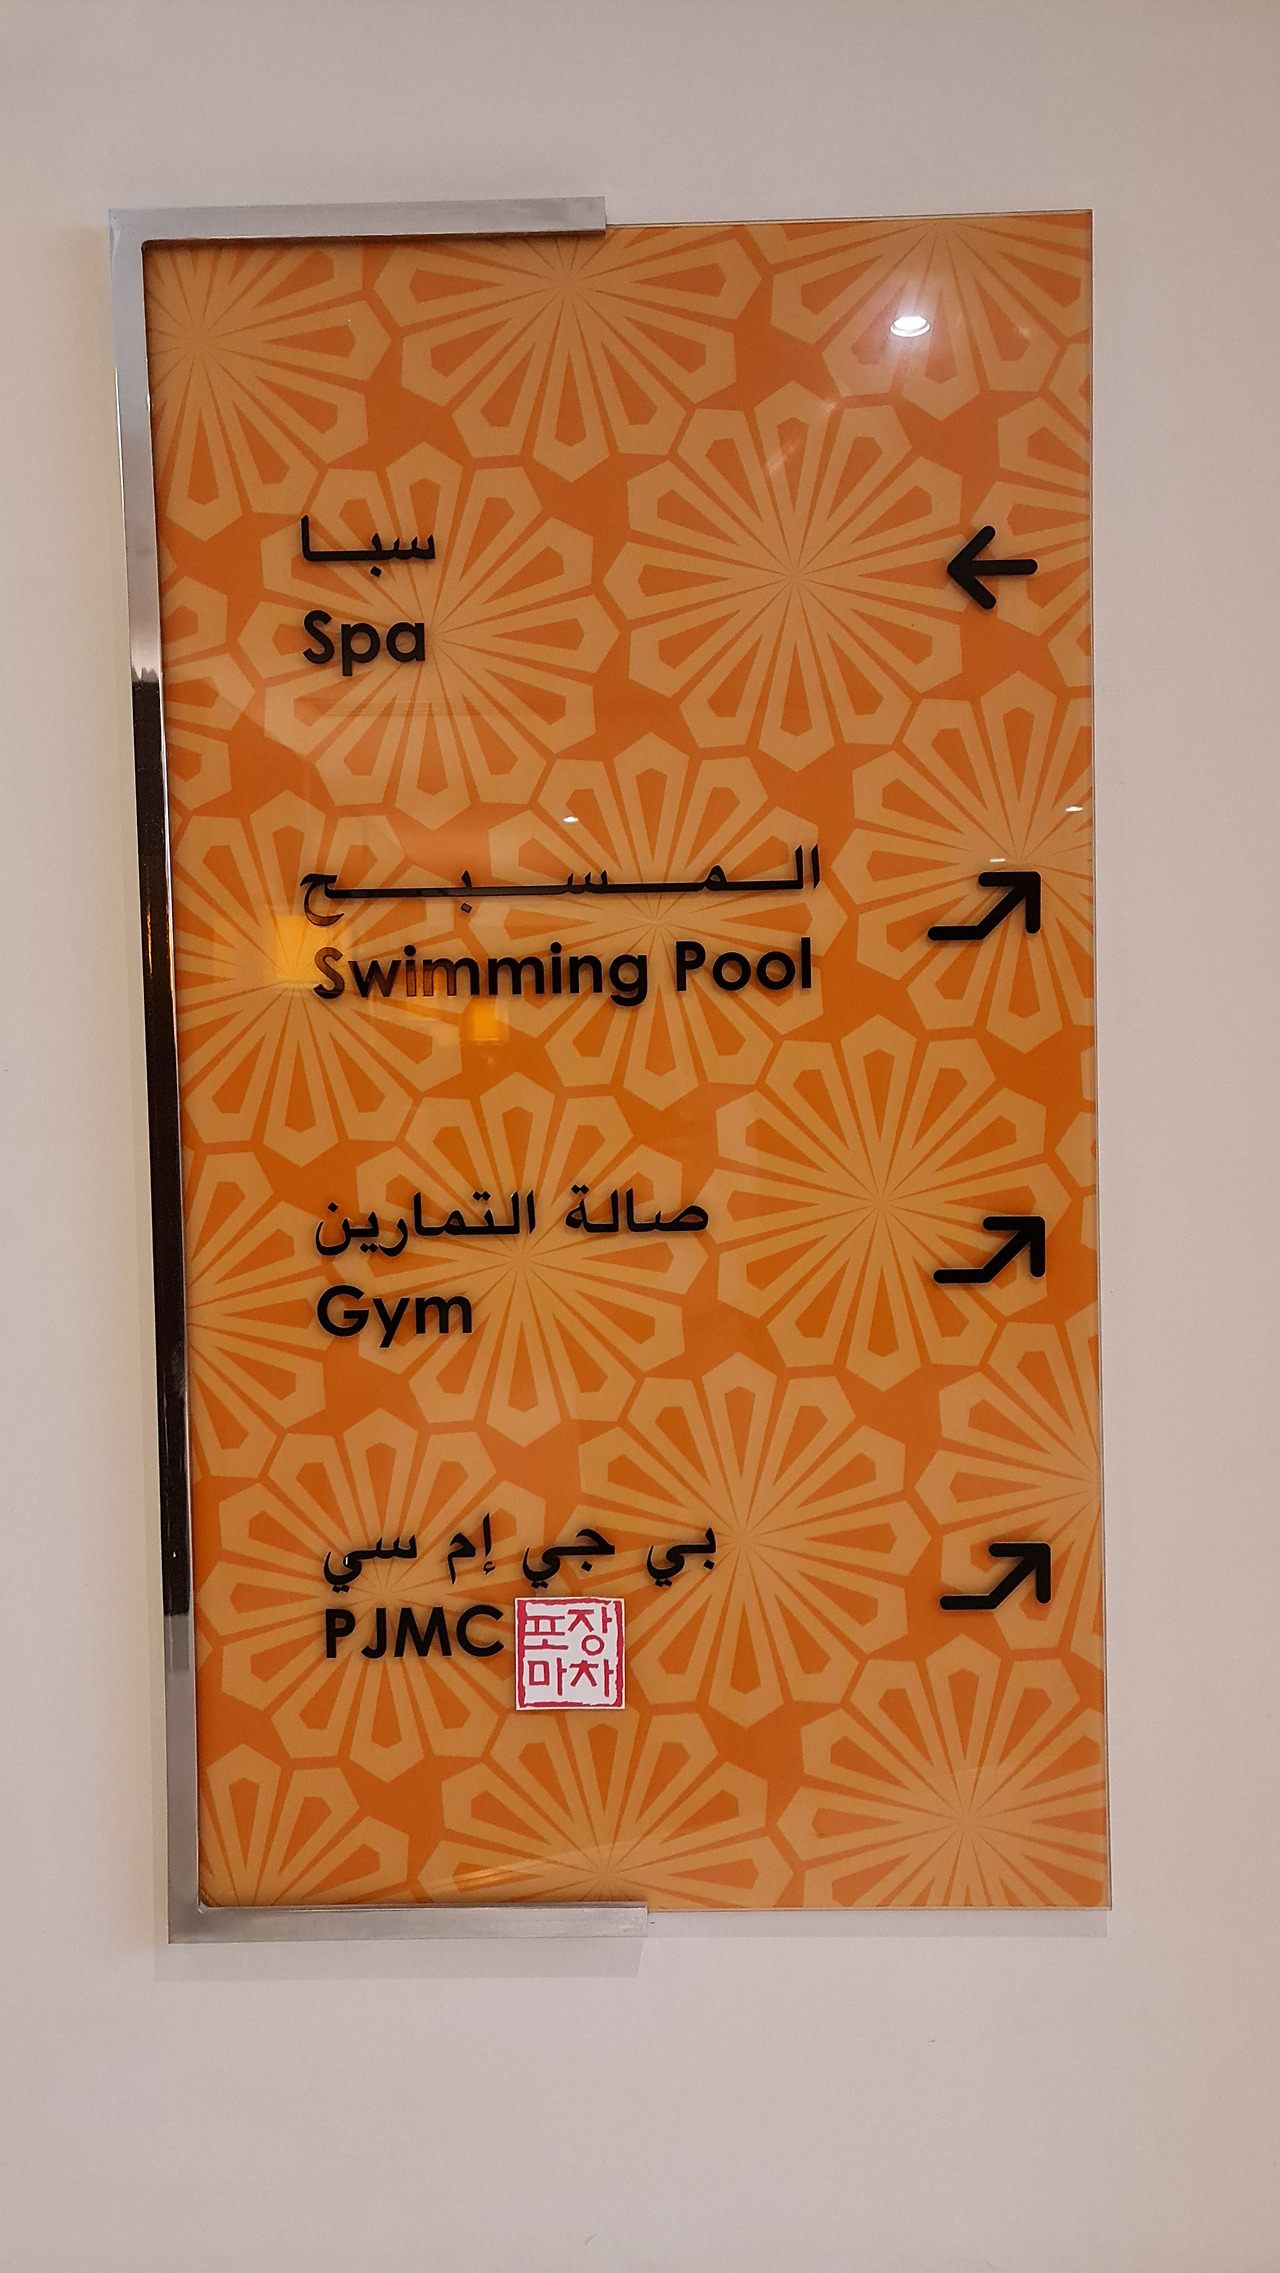 سبا
Spa
المسبح
Swimming Pool
صالة التمارين
Gym
بي جي إم سي
PJMC
포장
마차